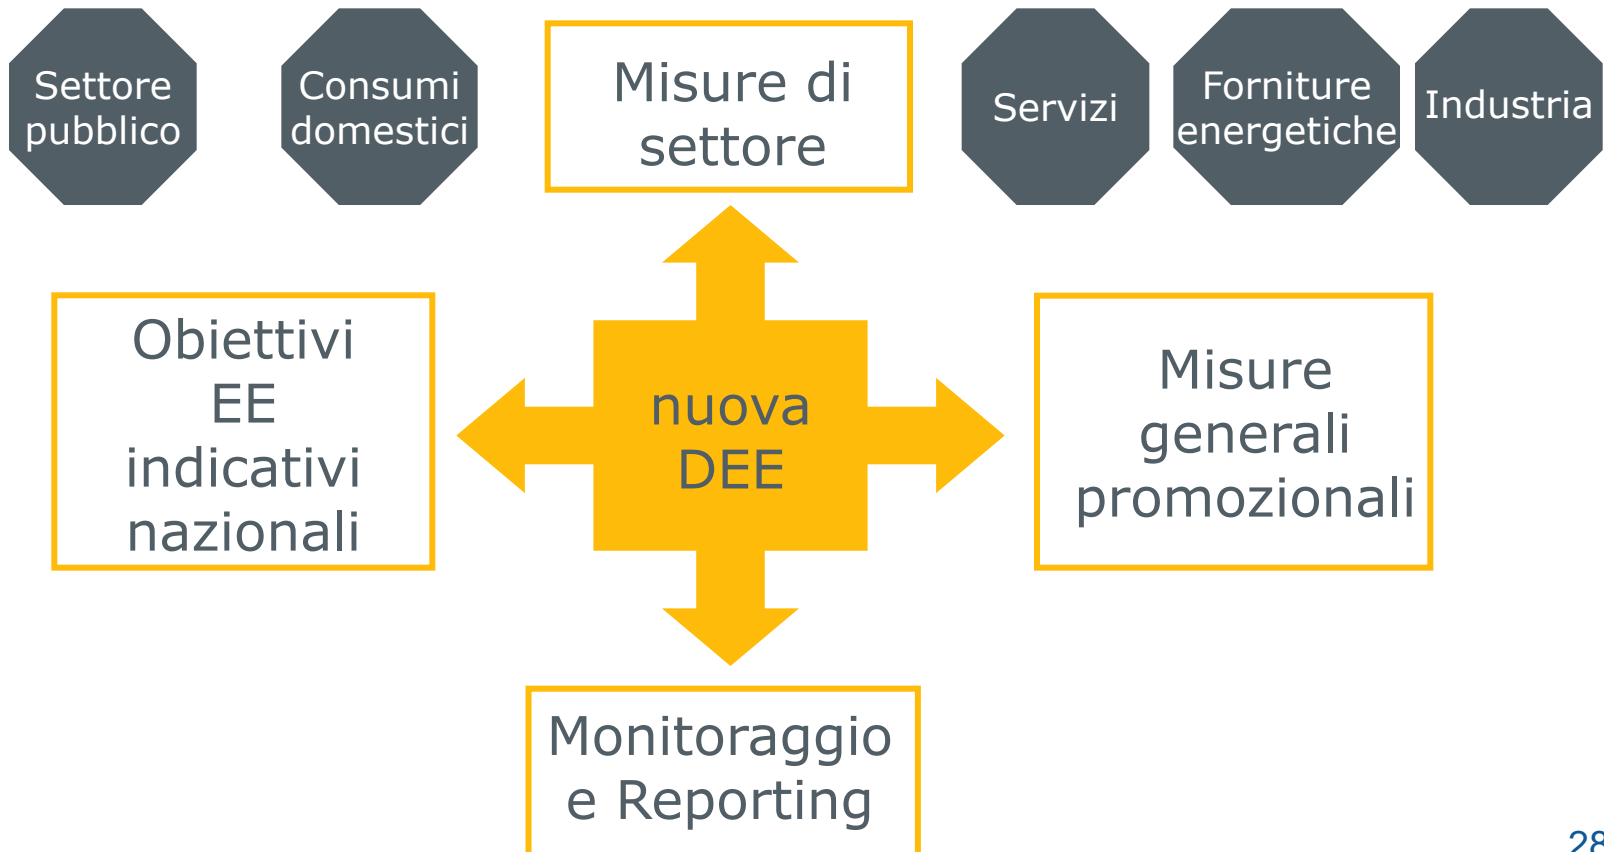 Settore
pubblico
Consumi
domestici
Misure di
settore
Servizi
Forniture
energetiche
Industria
Obiettivi
EE
indicativi
nazionali
nuova
DEE
Misure
generali
promozionali
Monitoraggio
e Reporting
28